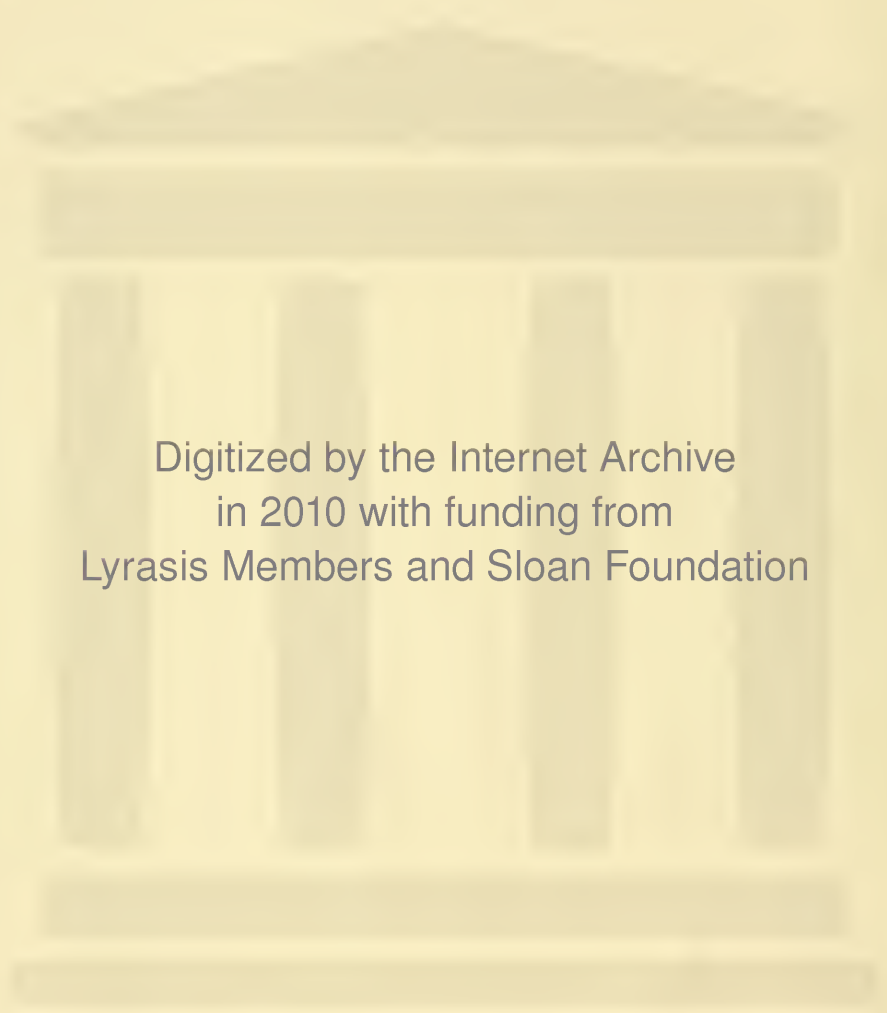 Digitized by the Internet Archive
in 2010 with funding from
Lyrasis Members and Sloan Foundation